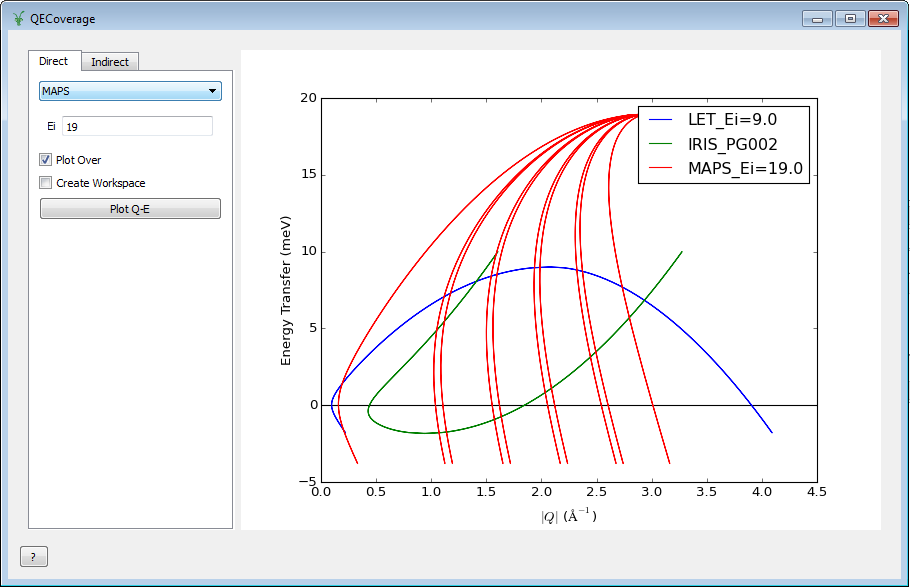 QECoverage
Direct
Indirect
MAPS
Ei
19
Plot Over
Create Workspace
Plot Q-E
?
20
15
10
5
0
−5
Energy Transfer (meV)
LET_Ei=9.0
IRIS_PG002
MAPS_Ei=19.0
0.0 0.5 1.0 1.5 2.0 2.5 3.0 3.5 4.0 4.5
|Q| (Å⁻¹)